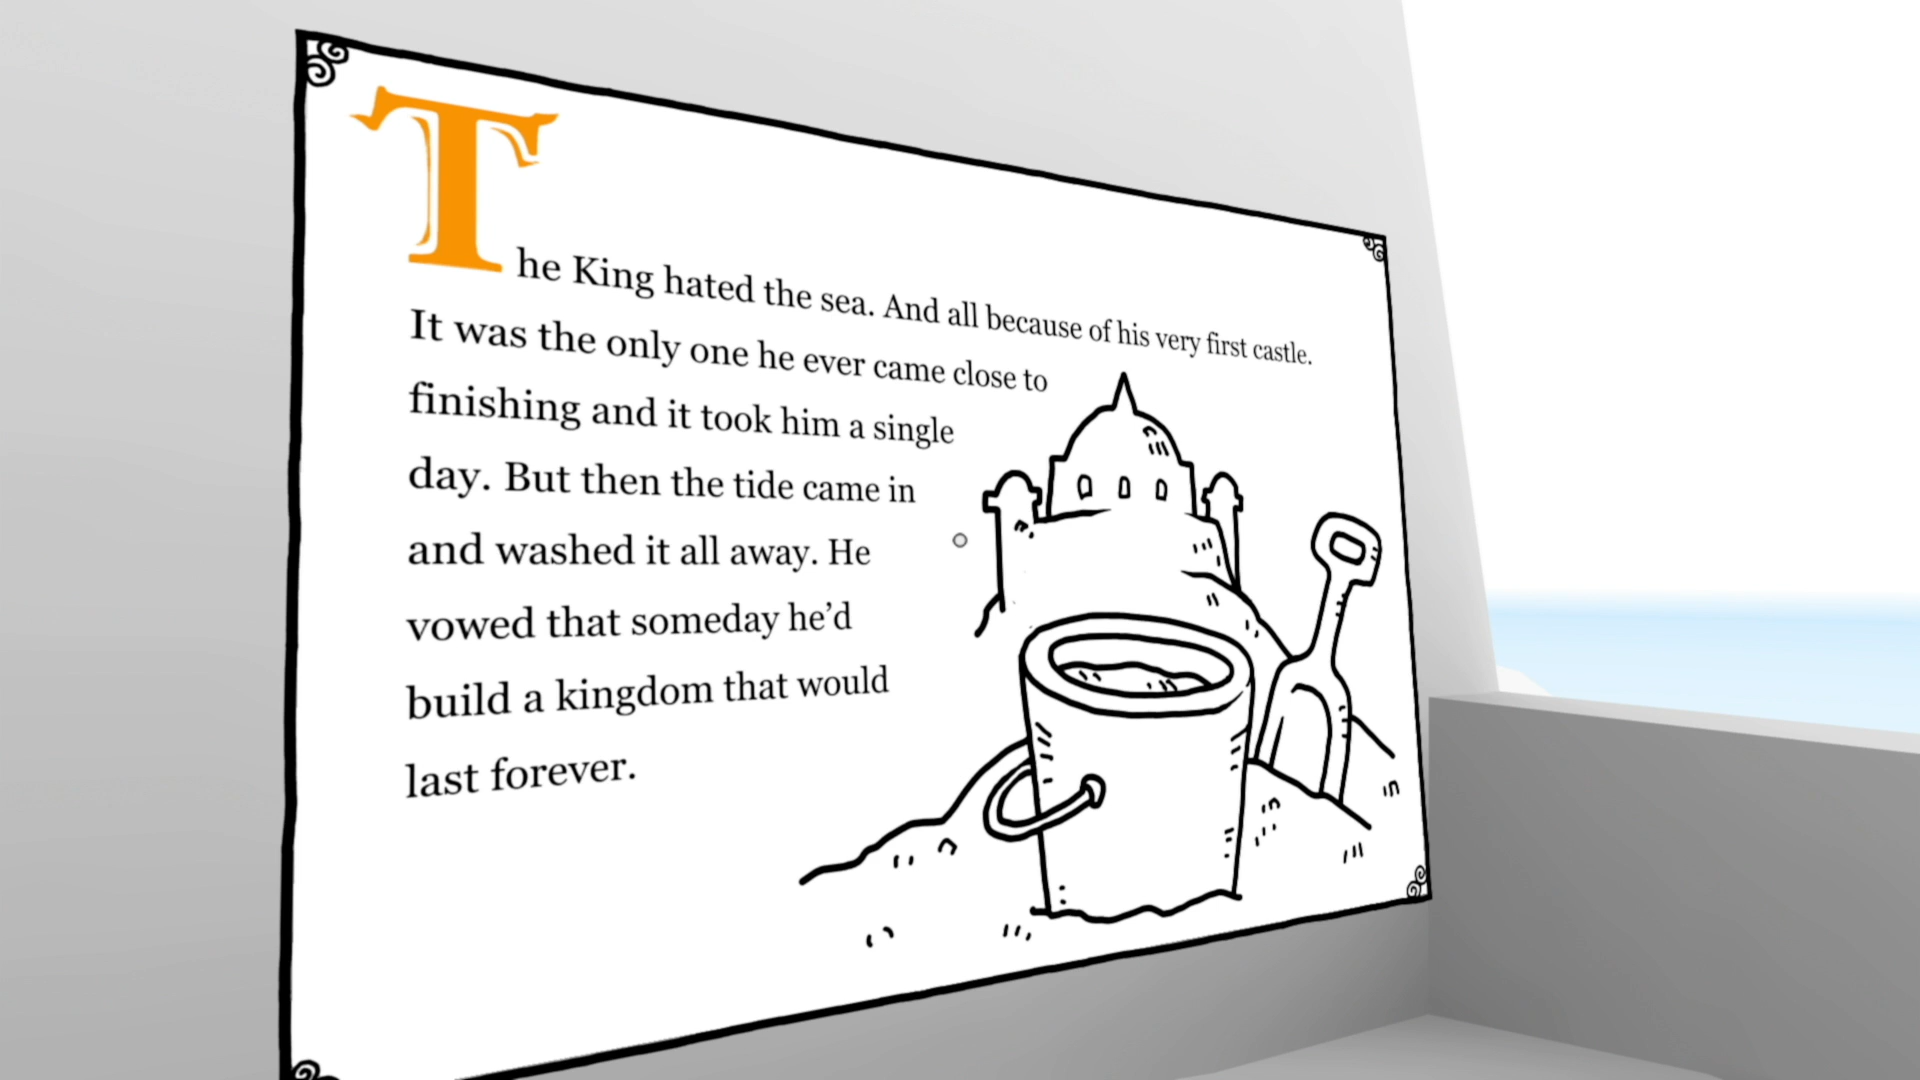 The King hated the sea. And all because of his very first castle.
It was the only one he ever came close to
finishing and it took him a single
day. But then the tide came in
and washed it all away. He
vowed that someday he’d
build a kingdom that would
last forever.